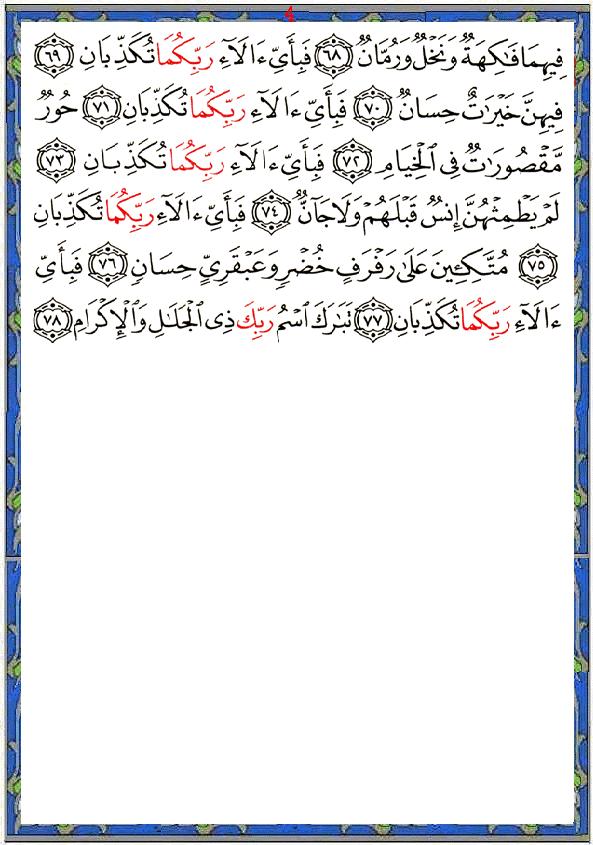 4
فِيهِمَا فَـٰكِهَةٌ وَنَخْلٌ وَرُمَّانٌ ﴿٦٨﴾ فَبِأَىِّ ءَالَآءِ رَبِّكُمَا تُكَذِّبَانِ ﴿٦٩﴾
فِيهِنَّ خَيْرَٰتٌ حِسَانٌ ﴿٧٠﴾ فَبِأَىِّ ءَالَآءِ رَبِّكُمَا تُكَذِّبَانِ ﴿٧١﴾ حُورٌ
مَّقْصُورَٰتٌ فِى ٱلْخِيَامِ ﴿٧٢﴾ فَبِأَىِّ ءَالَآءِ رَبِّكُمَا تُكَذِّبَانِ ﴿٧٣﴾
لَمْ يَطْمِثْهُنَّ إِنسٌ قَبْلَهُمْ وَلَا جَآنٌّ ﴿٧٤﴾ فَبِأَىِّ ءَالَآءِ رَبِّكُمَا تُكَذِّبَانِ
﴿٧٥﴾ مُتَّكِـِٔينَ عَلَىٰ رَفْرَفٍ خُضْرٍ وَعَبْقَرِىٍّ حِسَانٍ ﴿٧٦﴾ فَبِأَىِّ
ءَالَآءِ رَبِّكُمَا تُكَذِّبَانِ ﴿٧٧﴾ تَبَٰرَكَ ٱسْمُ رَبِّكَ ذِى ٱلْجَلَـٰلِ وَٱلْإِكْرَامِ ﴿٧٨﴾